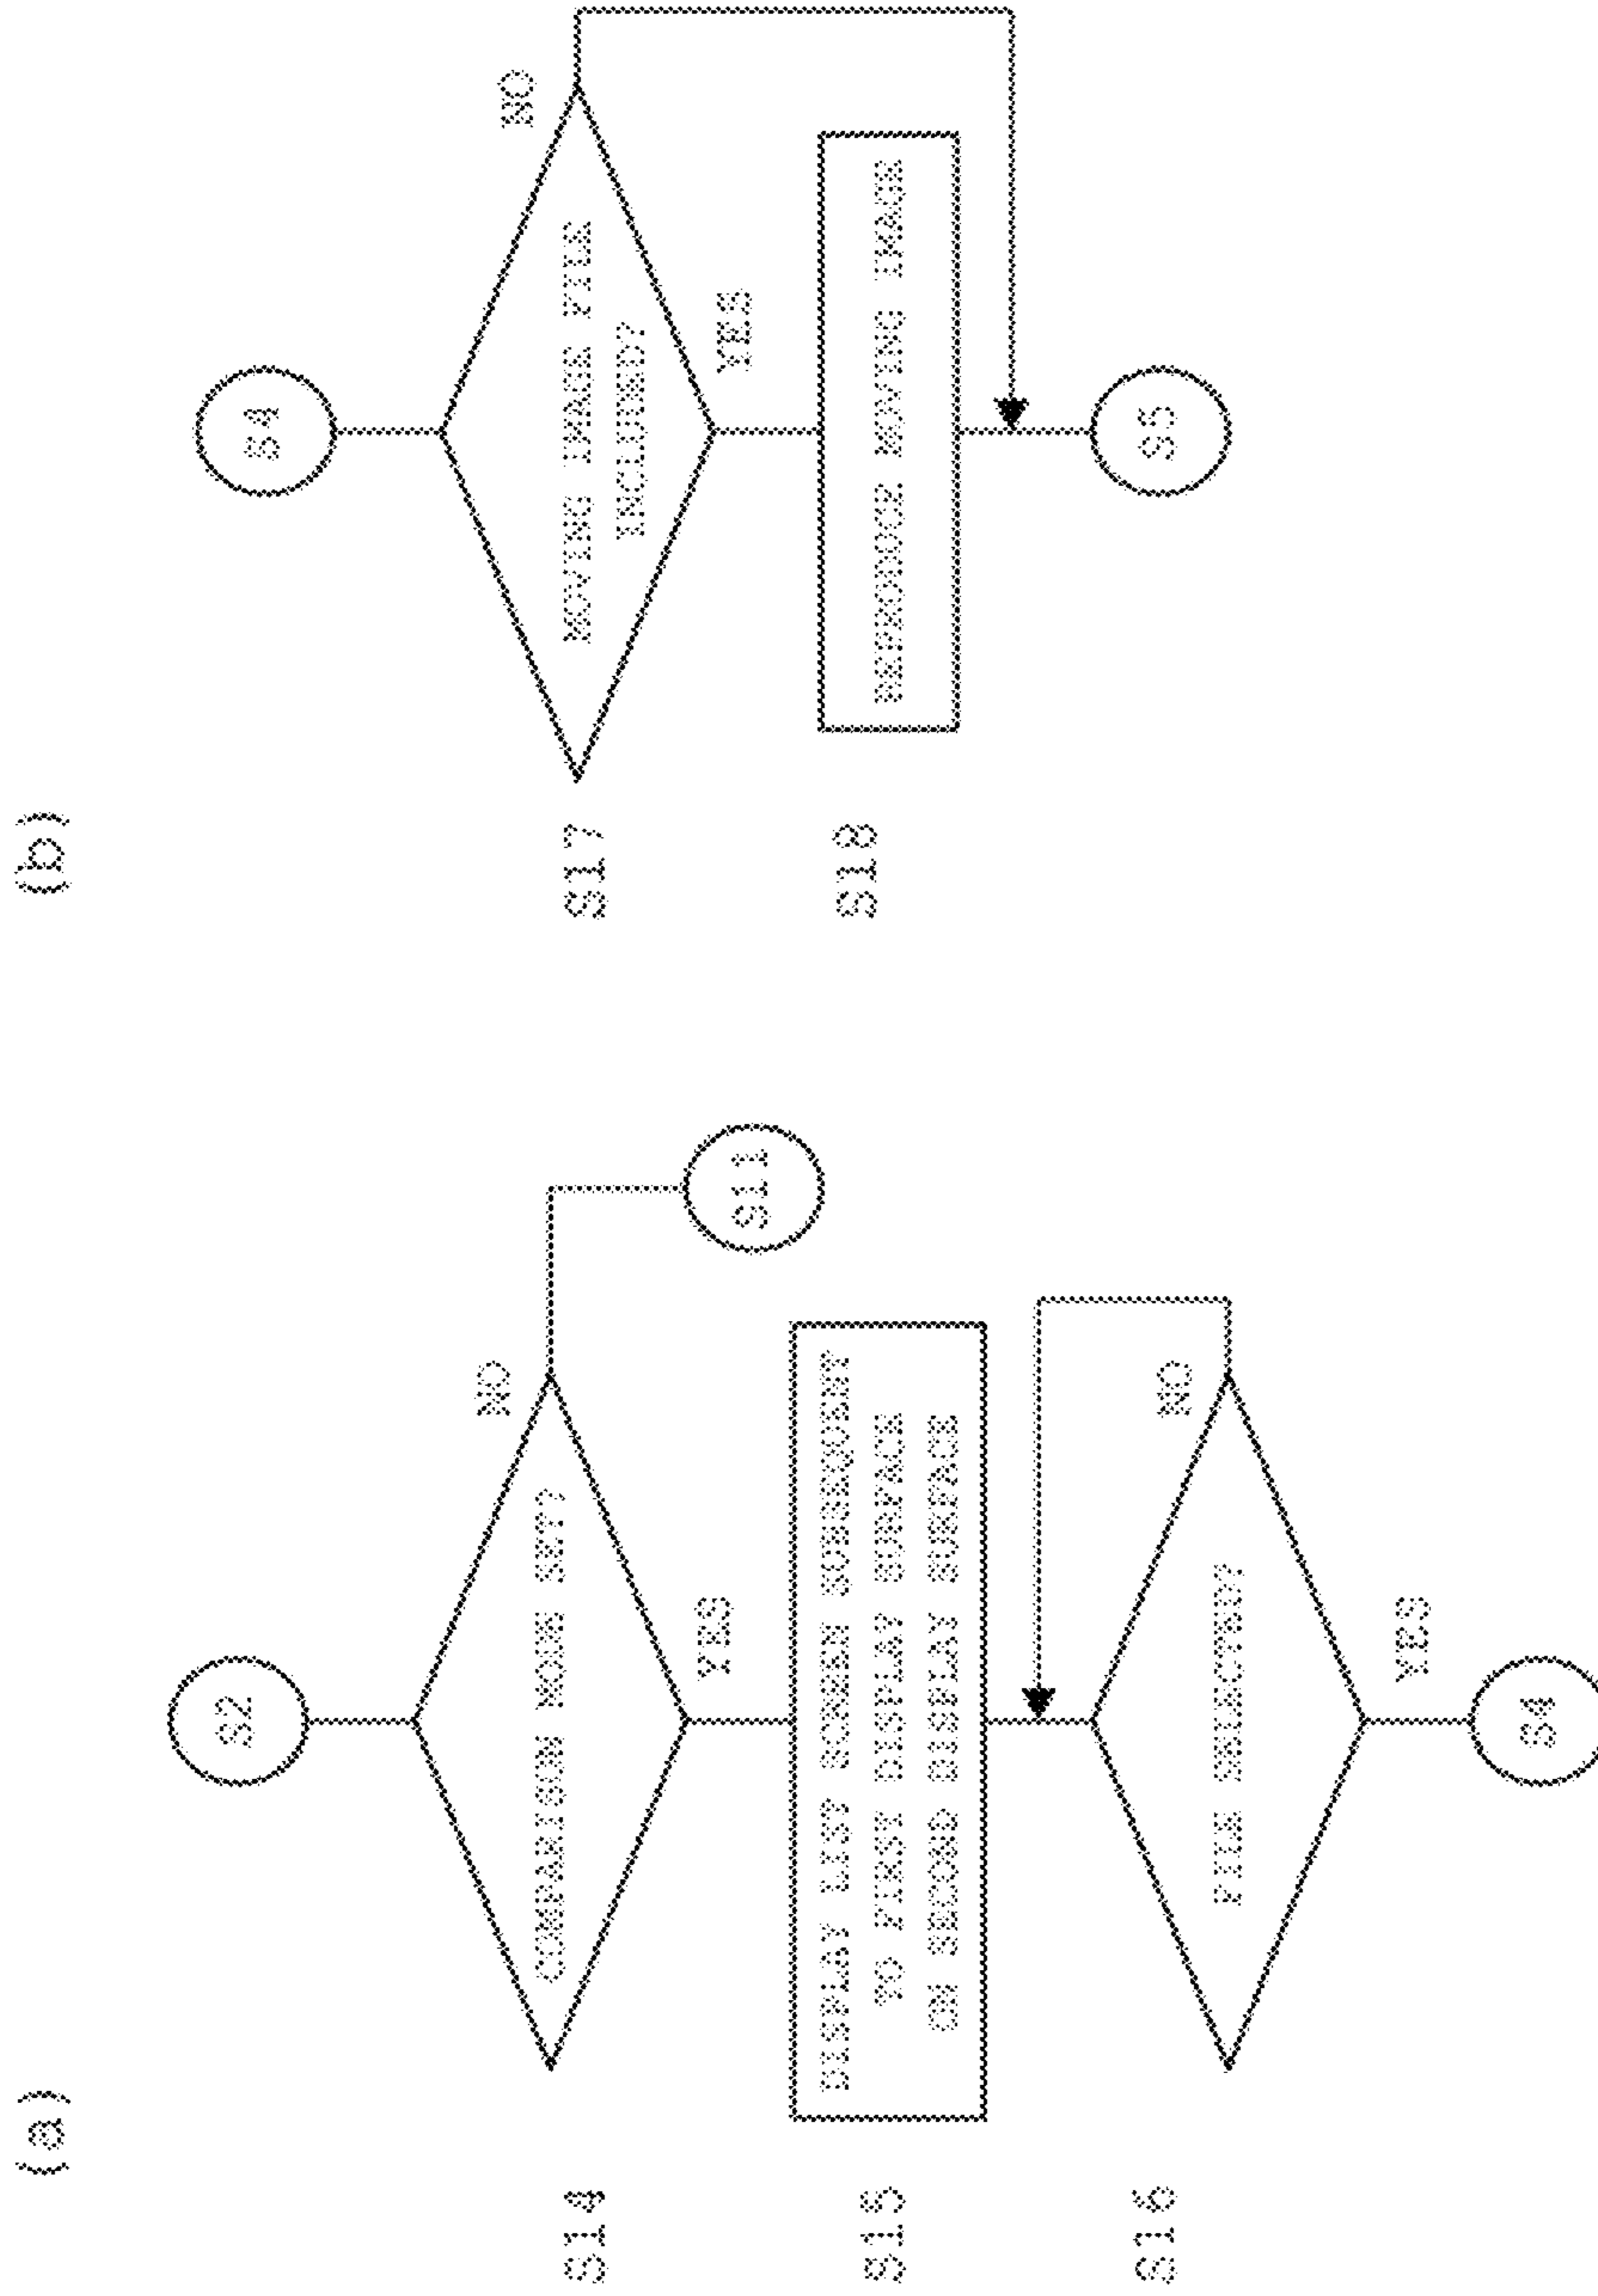 (a)
S2
S14
COMPARISON MODE SET?
NO
S11
YES
S15
DISPLAY LIST SCREEN SUBSEQUENT
TO FIRST DISPLAY SURFACE
ON SECOND DISPLAY SURFACE
S16
FILE SELECTED?
NO
YES
S4
(b)
S4
S17
MOVING IMAGE FILE
INCLUDED?
NO
YES
S18
REPRODUCE MOVING IMAGE
S5